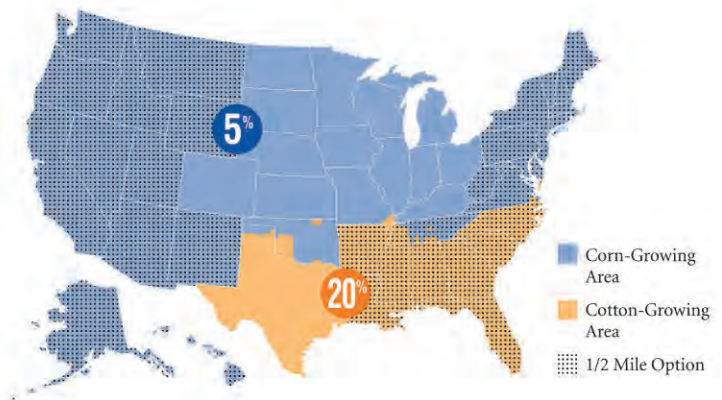 5%
20%
Corn-Growing
Area
Cotton-Growing
Area
1/2 Mile Option